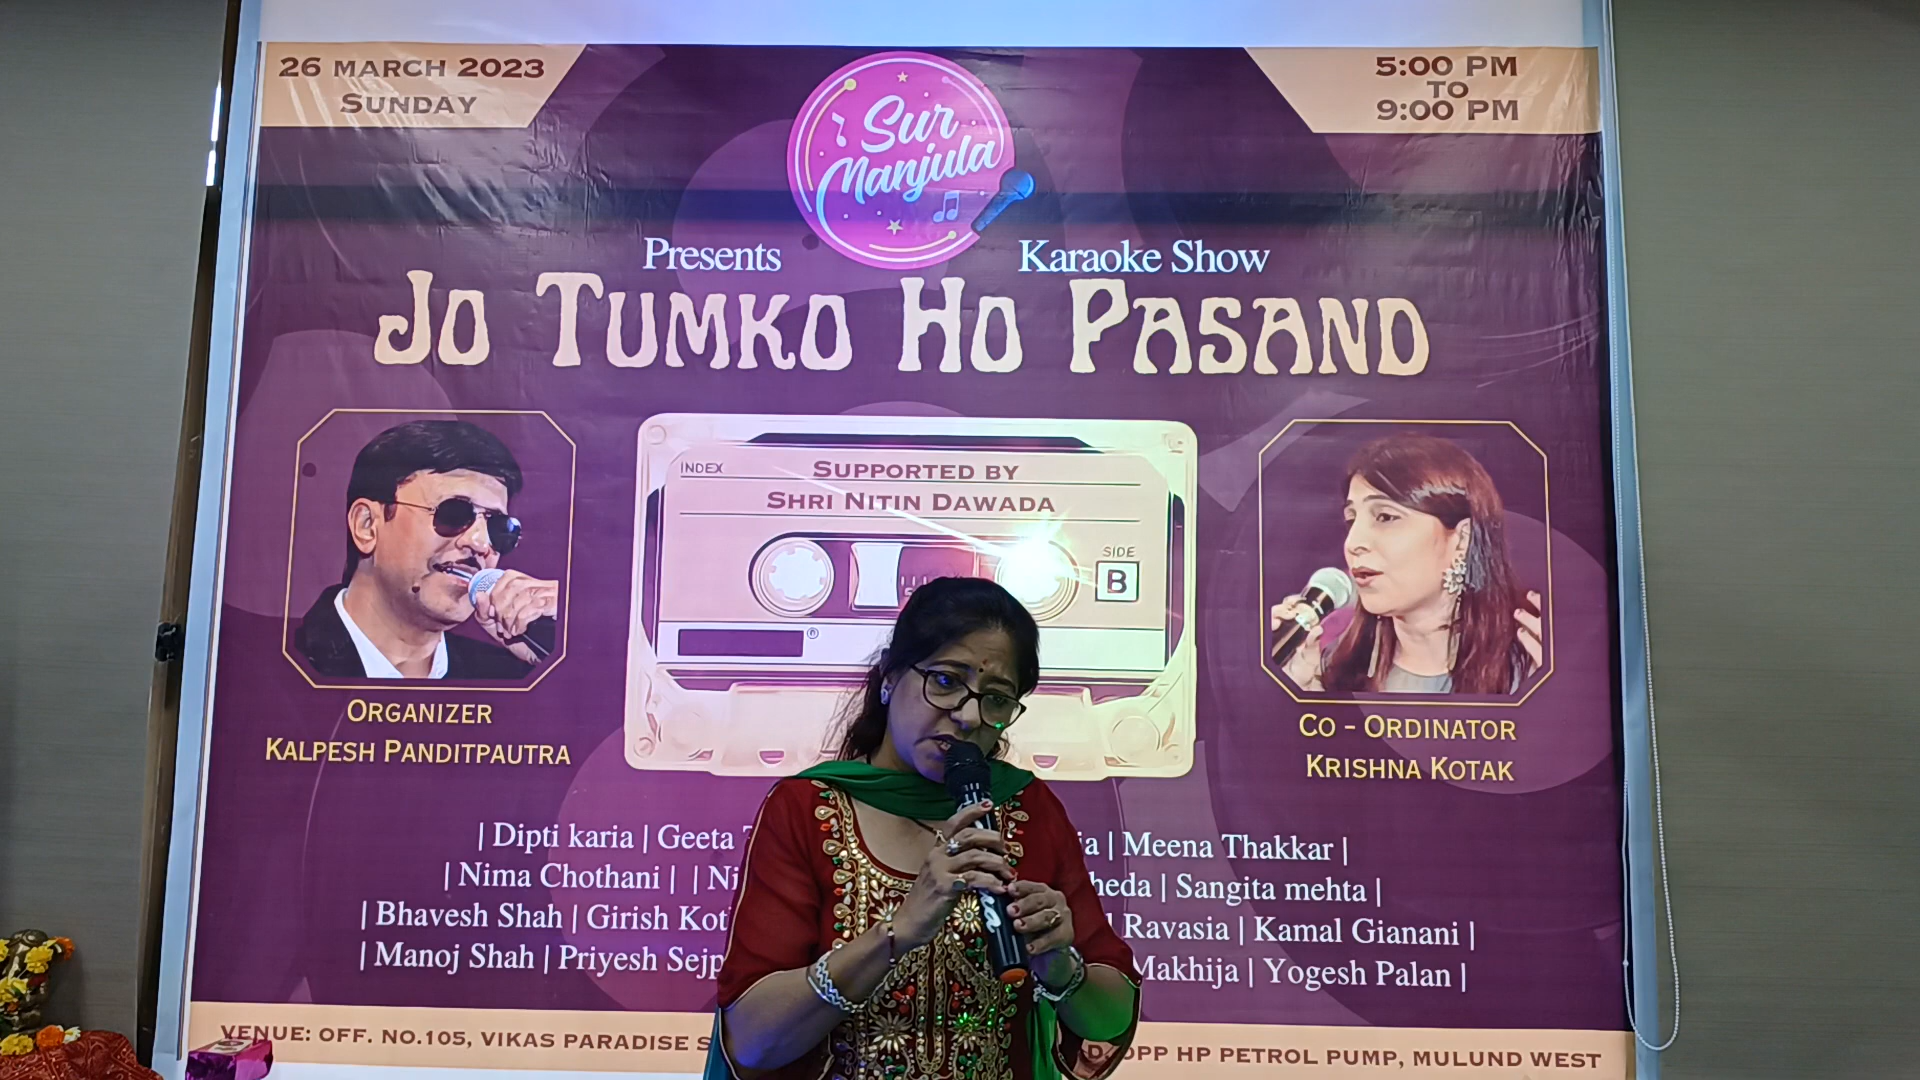 26 MARCH 2023
SUNDAY
5:00 PM
TO
9:00 PM
Sur
Manjula
Presents Karaoke Show
JO TUMKO HO PASAND
INDEX
SUPPORTED BY
SHRI NITIN DAWADA
SIDE
B
ORGANIZER
KALPESH PANDITPAUTRA
CO - ORDINATOR
KRISHNA KOTAK
| Dipti karia | Geeta | Meena Thakkar |
| Nima Chothani | | | Sangita mehta |
| Bhavesh Shah | Girish Ravasia | Kamal Gianani |
| Manoj Shah | Priyesh Makhija | Yogesh Palan |
VENUE: OFF. NO.105, VIKAS PARADISE OPP HP PETROL PUMP, MULUND WEST